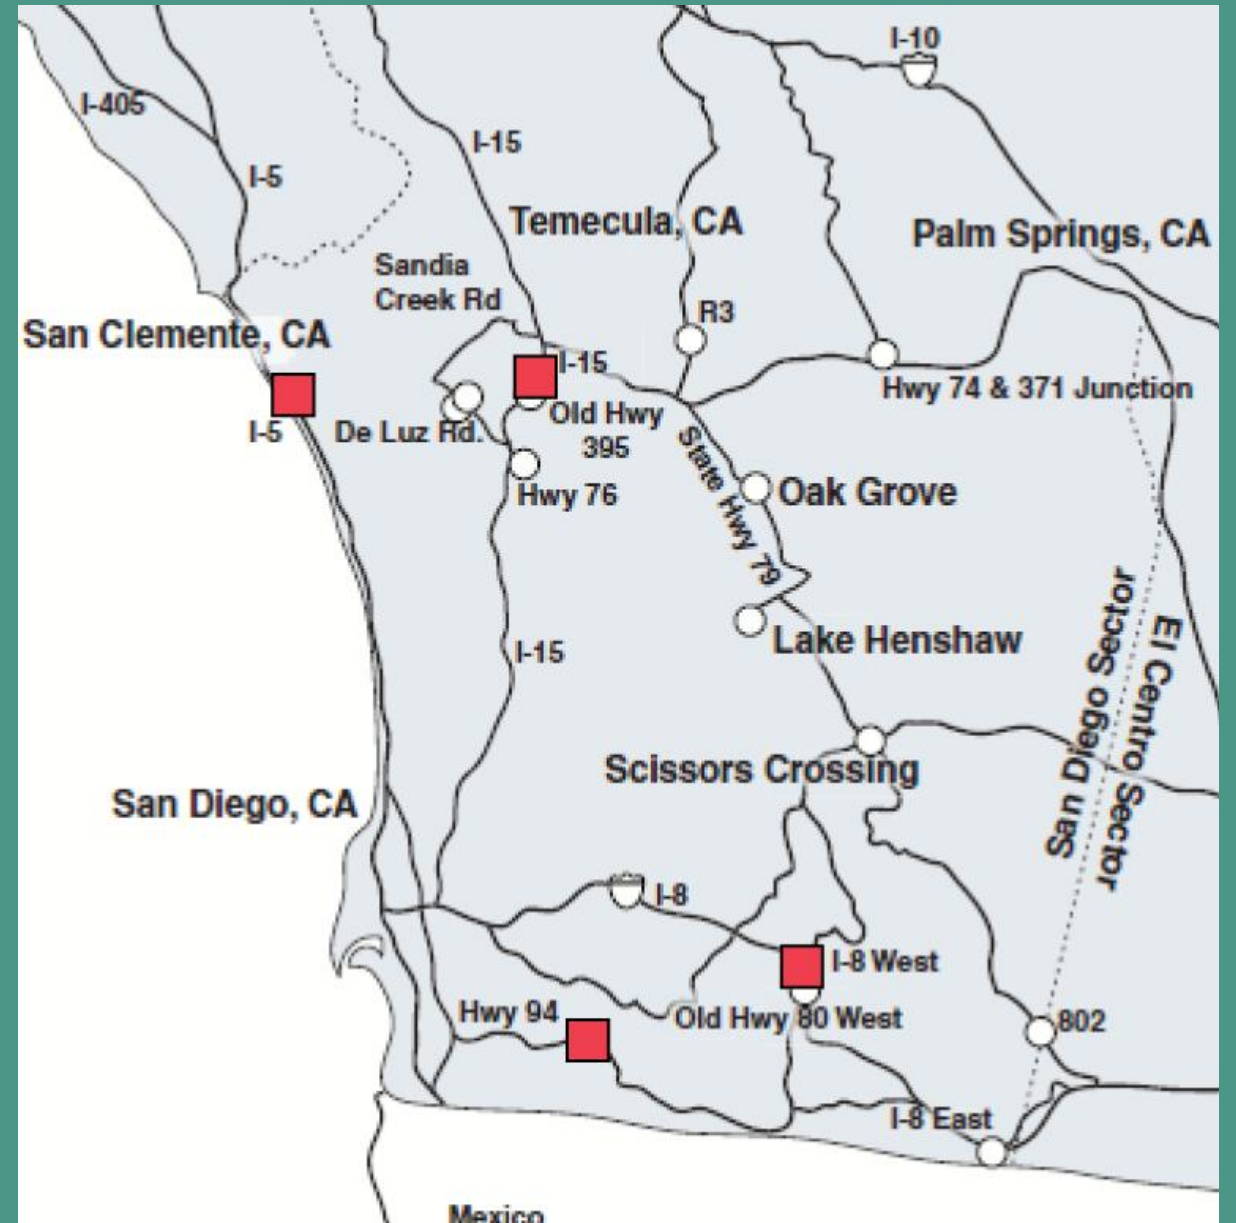 I-10
I-405
I-15
I-5
Temecula, CA
Palm Springs, CA
Sandia
Creek Rd
R3
San Clemente, CA
I-15
Hwy 74 & 371 Junction
Old Hwy
395
I-5
De Luz Rd.
State Hwy 79
Oak Grove
Hwy 76
San Diego Sector
El Centro Sector
Lake Henshaw
I-15
Scissors Crossing
San Diego, CA
I-8
I-8 West
Hwy 94
Old Hwy 80 West
802
I-8 East
Mexico